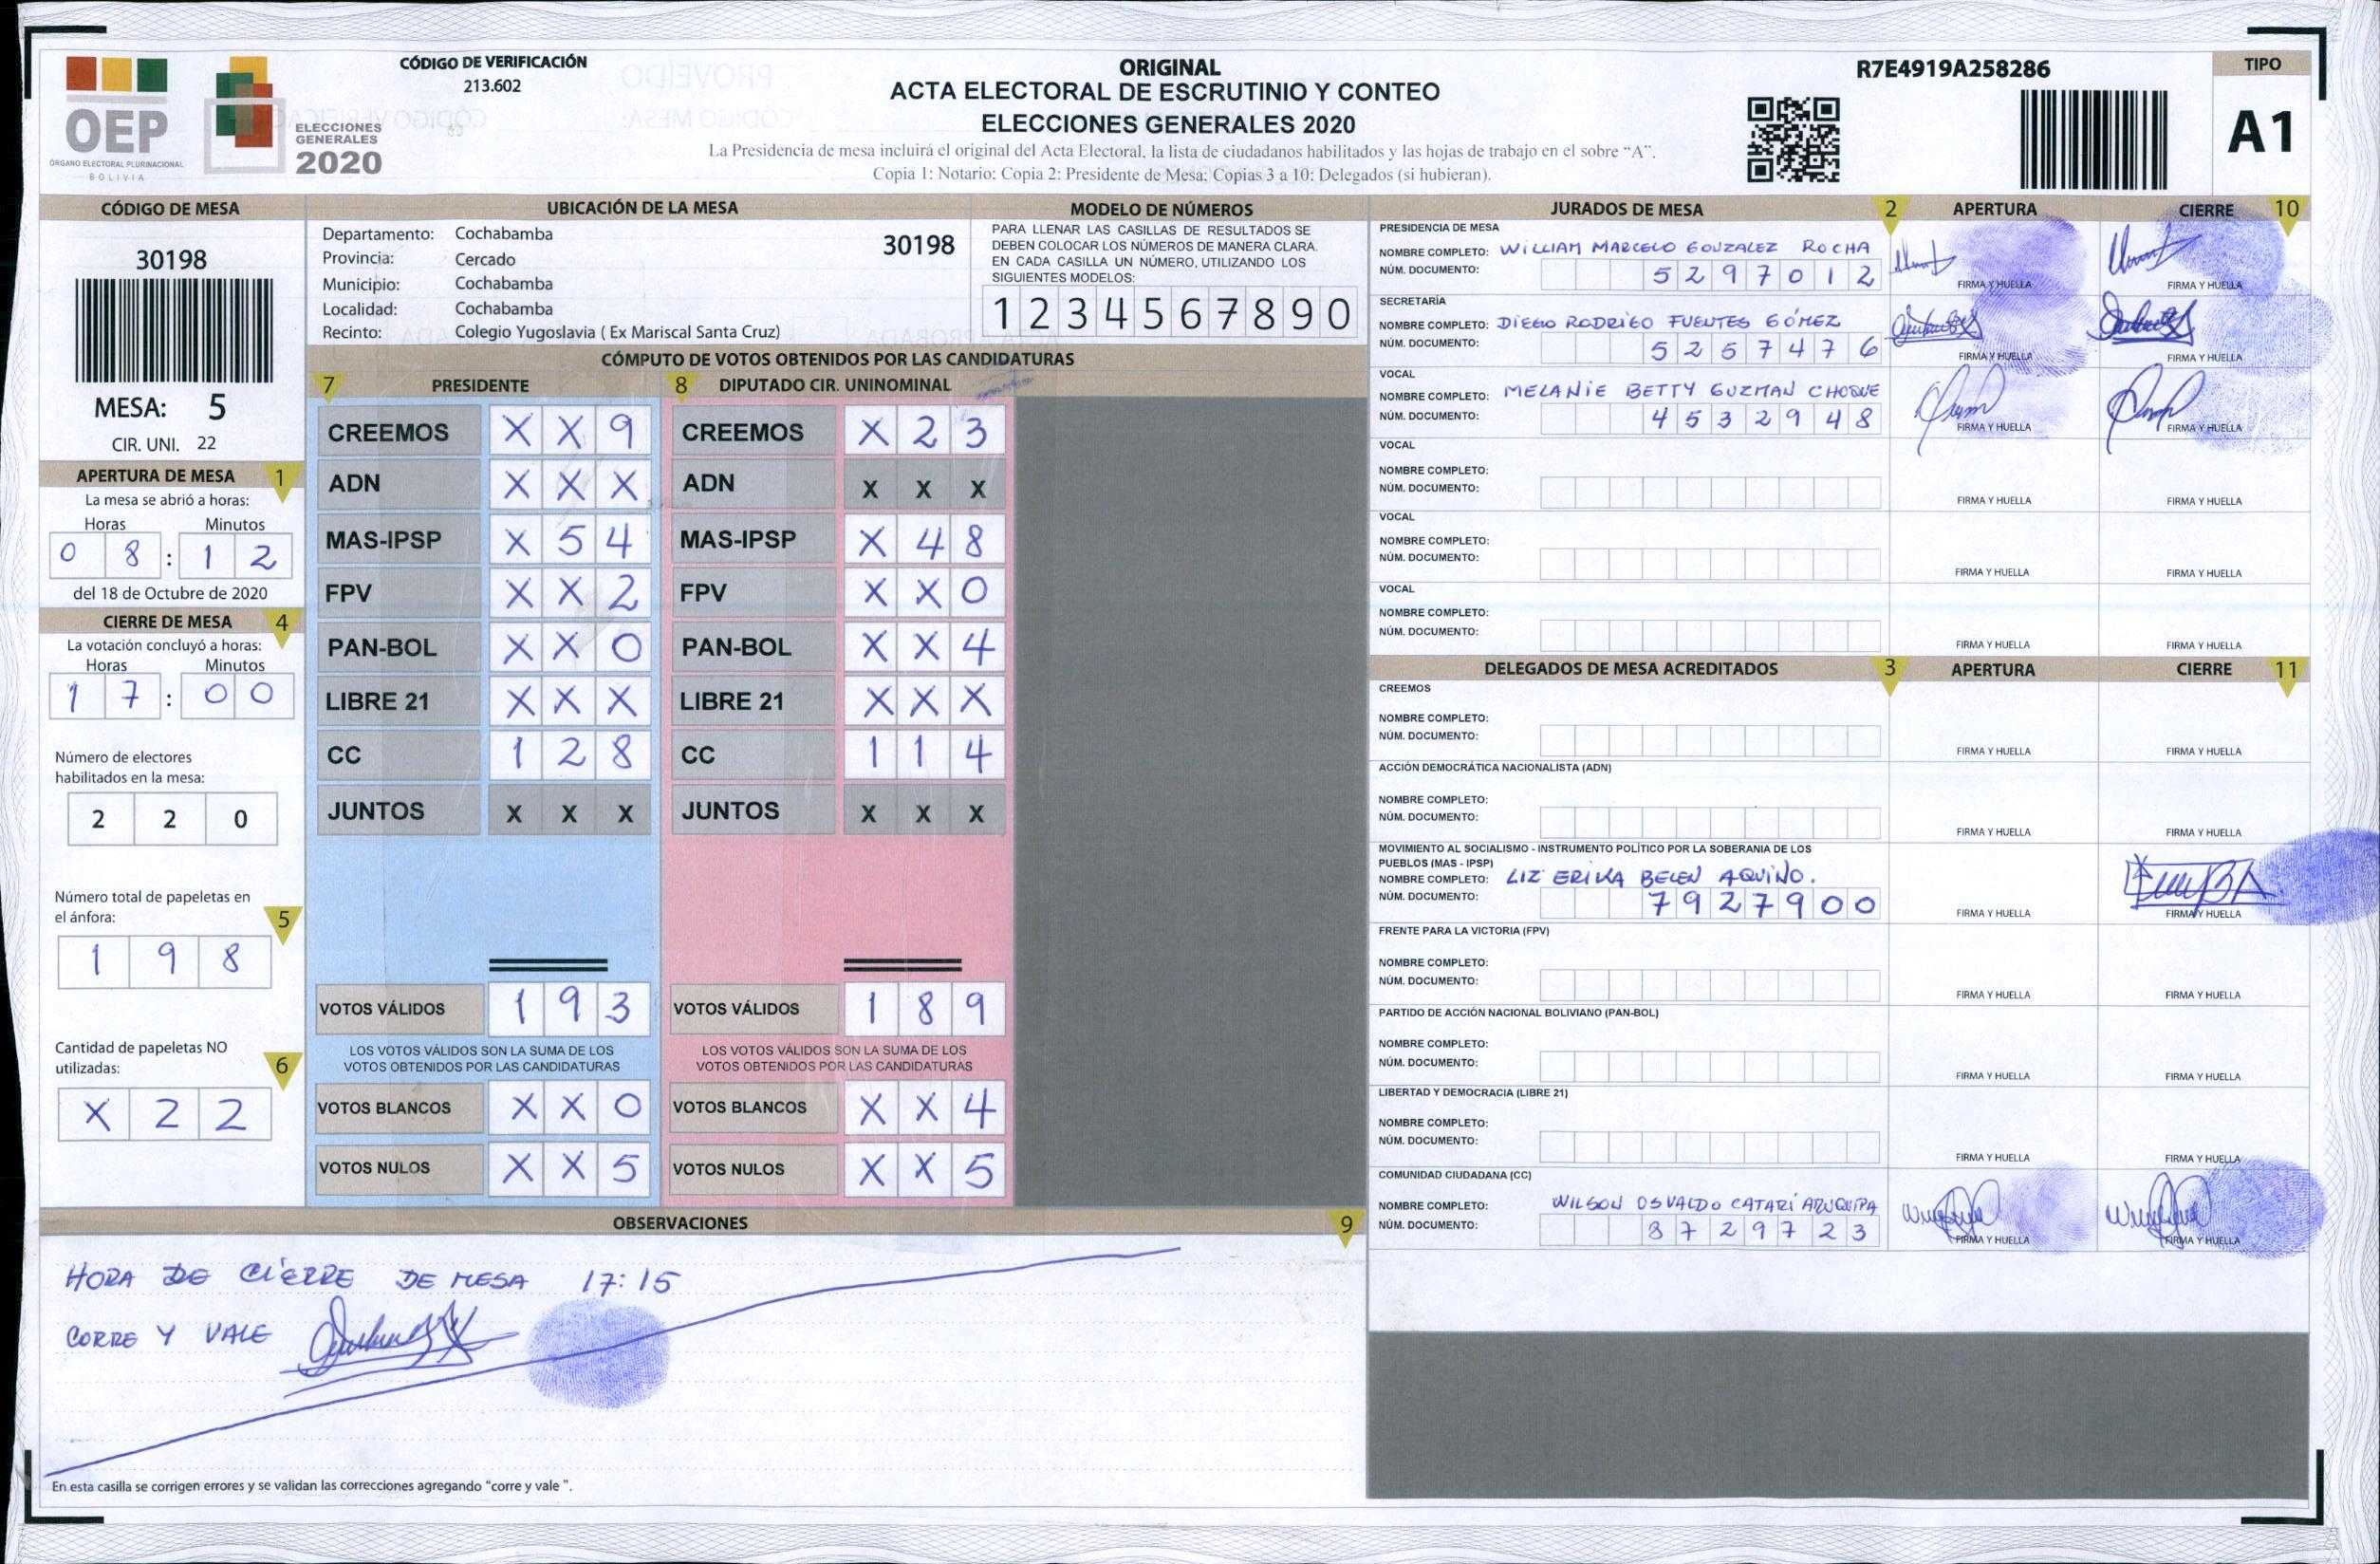 CÓDIGO DE VERIFICACIÓN
213.602
OEP
ÓRGANO ELECTORAL PLURINACIONAL
BOLIVIA
ELECCIONES
GENERALES
2020
ORIGINAL
ACTA ELECTORAL DE ESCRUTINIO Y CONTEO
ELECCIONES GENERALES 2020
La Presidencia de mesa incluirá el original del Acta Electoral, la lista de ciudadanos habilitados y las hojas de trabajo en el sobre “A”.
Copia 1: Notario; Copia 2: Presidente de Mesa; Copias 3 a 10: Delegados (si hubieran).
R7E4919A258286
TIPO
A1
CÓDIGO DE MESA
30198
MESA: 5
CIR. UNI. 22
APERTURA DE MESA 1
La mesa se abrió a horas:
Horas Minutos
0 8 : 1 2
del 18 de Octubre de 2020
CIERRE DE MESA 4
La votación concluyó a horas:
Horas Minutos
1 7 : 0 0
Número de electores
habilitados en la mesa:
2 2 0
Número total de papeletas en
el ánfora: 5
1 9 8
Cantidad de papeletas NO
utilizadas: 6
X 2 2
UBICACIÓN DE LA MESA
Departamento: Cochabamba 30198
Provincia: Cercado
Municipio: Cochabamba
Localidad: Cochabamba
Recinto: Colegio Yugoslavia ( Ex Mariscal Santa Cruz)
MODELO DE NÚMEROS
PARA LLENAR LAS CASILLAS DE RESULTADOS SE
DEBEN COLOCAR LOS NÚMEROS DE MANERA CLARA.
EN CADA CASILLA UN NÚMERO, UTILIZANDO LOS
SIGUIENTES MODELOS:
1 2 3 4 5 6 7 8 9 0
CÓMPUTO DE VOTOS OBTENIDOS POR LAS CANDIDATURAS
7 PRESIDENTE 8 DIPUTADO CIR. UNINOMINAL
CREEMOS X X 9 CREEMOS X 2 3
ADN X X X ADN X X X
MAS-IPSP X 5 4 MAS-IPSP X 4 8
FPV X X 2 FPV X X 0
PAN-BOL X X 0 PAN-BOL X X 4
LIBRE 21 X X X LIBRE 21 X X X
CC 1 2 8 CC 1 1 4
JUNTOS X X X JUNTOS X X X
VOTOS VÁLIDOS 1 9 3 VOTOS VÁLIDOS 1 8 9
LOS VOTOS VÁLIDOS SON LA SUMA DE LOS LOS VOTOS VÁLIDOS SON LA SUMA DE LOS
VOTOS OBTENIDOS POR LAS CANDIDATURAS VOTOS OBTENIDOS POR LAS CANDIDATURAS
VOTOS BLANCOS X X 0 VOTOS BLANCOS X X 4
VOTOS NULOS X X 5 VOTOS NULOS X X 5
OBSERVACIONES 9
HORA DE CIERRE DE MESA 17:15
CORRE Y VALE
En esta casilla se corrigen errores y se validan las correcciones agregando “corre y vale ”.
JURADOS DE MESA 2 APERTURA CIERRE 10
PRESIDENCIA DE MESA
NOMBRE COMPLETO: WILLIAM MARCELO GONZALEZ ROCHA
NÚM. DOCUMENTO: 5 2 9 7 0 1 2
FIRMA Y HUELLA FIRMA Y HUELLA
SECRETARÍA
NOMBRE COMPLETO: DIEGO RODRIGO FUENTES GÓMEZ
NÚM. DOCUMENTO: 5 2 5 7 4 7 6
FIRMA Y HUELLA FIRMA Y HUELLA
VOCAL
NOMBRE COMPLETO: MELANIE BETTY GUZMAN CHOQUE
NÚM. DOCUMENTO: 4 5 3 2 9 4 8
FIRMA Y HUELLA FIRMA Y HUELLA
VOCAL
NOMBRE COMPLETO:
NÚM. DOCUMENTO:
FIRMA Y HUELLA FIRMA Y HUELLA
VOCAL
NOMBRE COMPLETO:
NÚM. DOCUMENTO:
FIRMA Y HUELLA FIRMA Y HUELLA
VOCAL
NOMBRE COMPLETO:
NÚM. DOCUMENTO:
FIRMA Y HUELLA FIRMA Y HUELLA
DELEGADOS DE MESA ACREDITADOS 3 APERTURA CIERRE 11
CREEMOS
NOMBRE COMPLETO:
NÚM. DOCUMENTO:
FIRMA Y HUELLA FIRMA Y HUELLA
ACCIÓN DEMOCRÁTICA NACIONALISTA (ADN)
NOMBRE COMPLETO:
NÚM. DOCUMENTO:
FIRMA Y HUELLA FIRMA Y HUELLA
MOVIMIENTO AL SOCIALISMO - INSTRUMENTO POLÍTICO POR LA SOBERANIA DE LOS
PUEBLOS (MAS - IPSP)
NOMBRE COMPLETO: LIZ ERIKA BELEN AQUINO.
NÚM. DOCUMENTO: 7 9 2 7 9 0 0
FIRMA Y HUELLA FIRMA Y HUELLA
FRENTE PARA LA VICTORIA (FPV)
NOMBRE COMPLETO:
NÚM. DOCUMENTO:
FIRMA Y HUELLA FIRMA Y HUELLA
PARTIDO DE ACCIÓN NACIONAL BOLIVIANO (PAN-BOL)
NOMBRE COMPLETO:
NÚM. DOCUMENTO:
FIRMA Y HUELLA FIRMA Y HUELLA
LIBERTAD Y DEMOCRACIA (LIBRE 21)
NOMBRE COMPLETO:
NÚM. DOCUMENTO:
FIRMA Y HUELLA FIRMA Y HUELLA
COMUNIDAD CIUDADANA (CC)
NOMBRE COMPLETO: WILSON OSVALDO CATARI ARUQUIPA
NÚM. DOCUMENTO: 8 7 2 9 7 2 3
FIRMA Y HUELLA FIRMA Y HUELLA